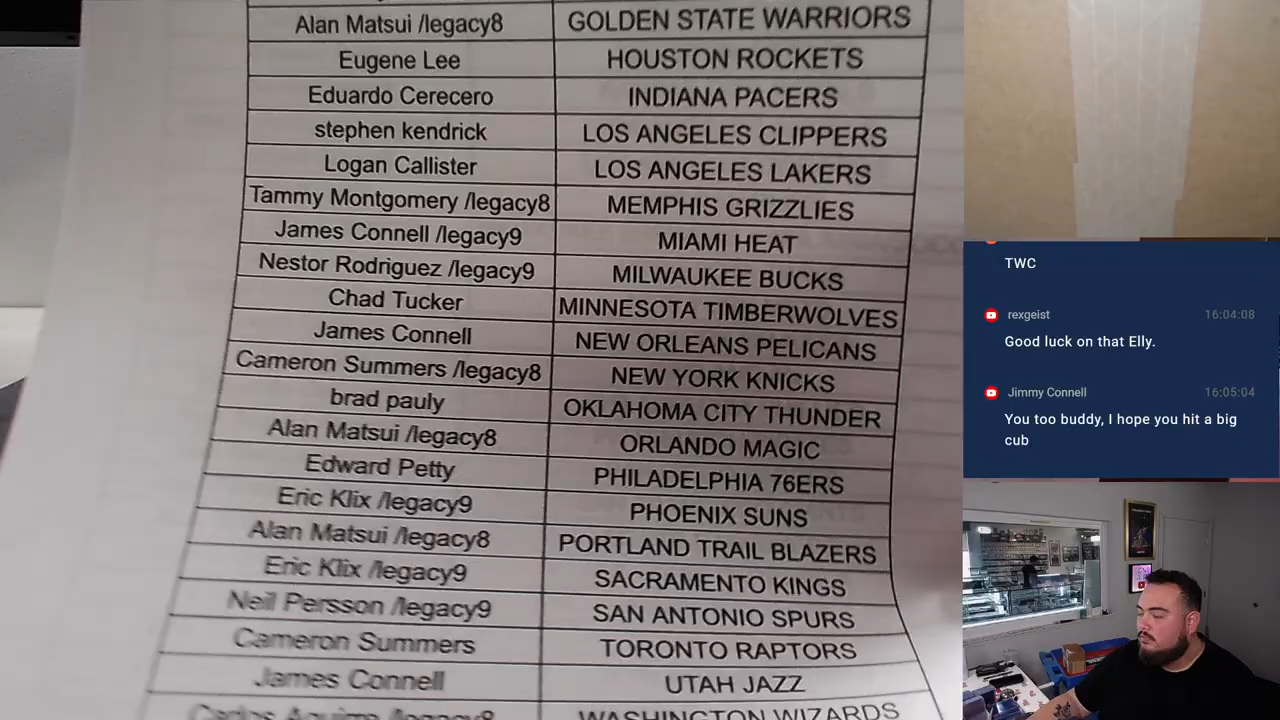 Alan Matsui /legacy8 GOLDEN STATE WARRIORS
Eugene Lee HOUSTON ROCKETS
Eduardo Cerecero INDIANA PACERS
stephen kendrick LOS ANGELES CLIPPERS
Logan Callister LOS ANGELES LAKERS
Tammy Montgomery /legacy8 MEMPHIS GRIZZLIES
James Connell /legacy9 MIAMI HEAT
Nestor Rodriguez /legacy9 MILWAUKEE BUCKS
Chad Tucker MINNESOTA TIMBERWOLVES
James Connell NEW ORLEANS PELICANS
Cameron Summers /legacy8 NEW YORK KNICKS
brad pauly OKLAHOMA CITY THUNDER
Alan Matsui /legacy8 ORLANDO MAGIC
Edward Petty PHILADELPHIA 76ERS
Eric Klix /legacy9 PHOENIX SUNS
Alan Matsui /legacy8 PORTLAND TRAIL BLAZERS
Eric Klix /legacy9 SACRAMENTO KINGS
Neill Persson /legacy9 SAN ANTONIO SPURS
Cameron Summers TORONTO RAPTORS
James Connell UTAH JAZZ
Carlos Aguirre /legacy8 WASHINGTON WIZARDS
TWC
rexgeist 16:04:08
Good luck on that Elly.
Jimmy Connell 16:05:04
You too buddy, I hope you hit a big
cub